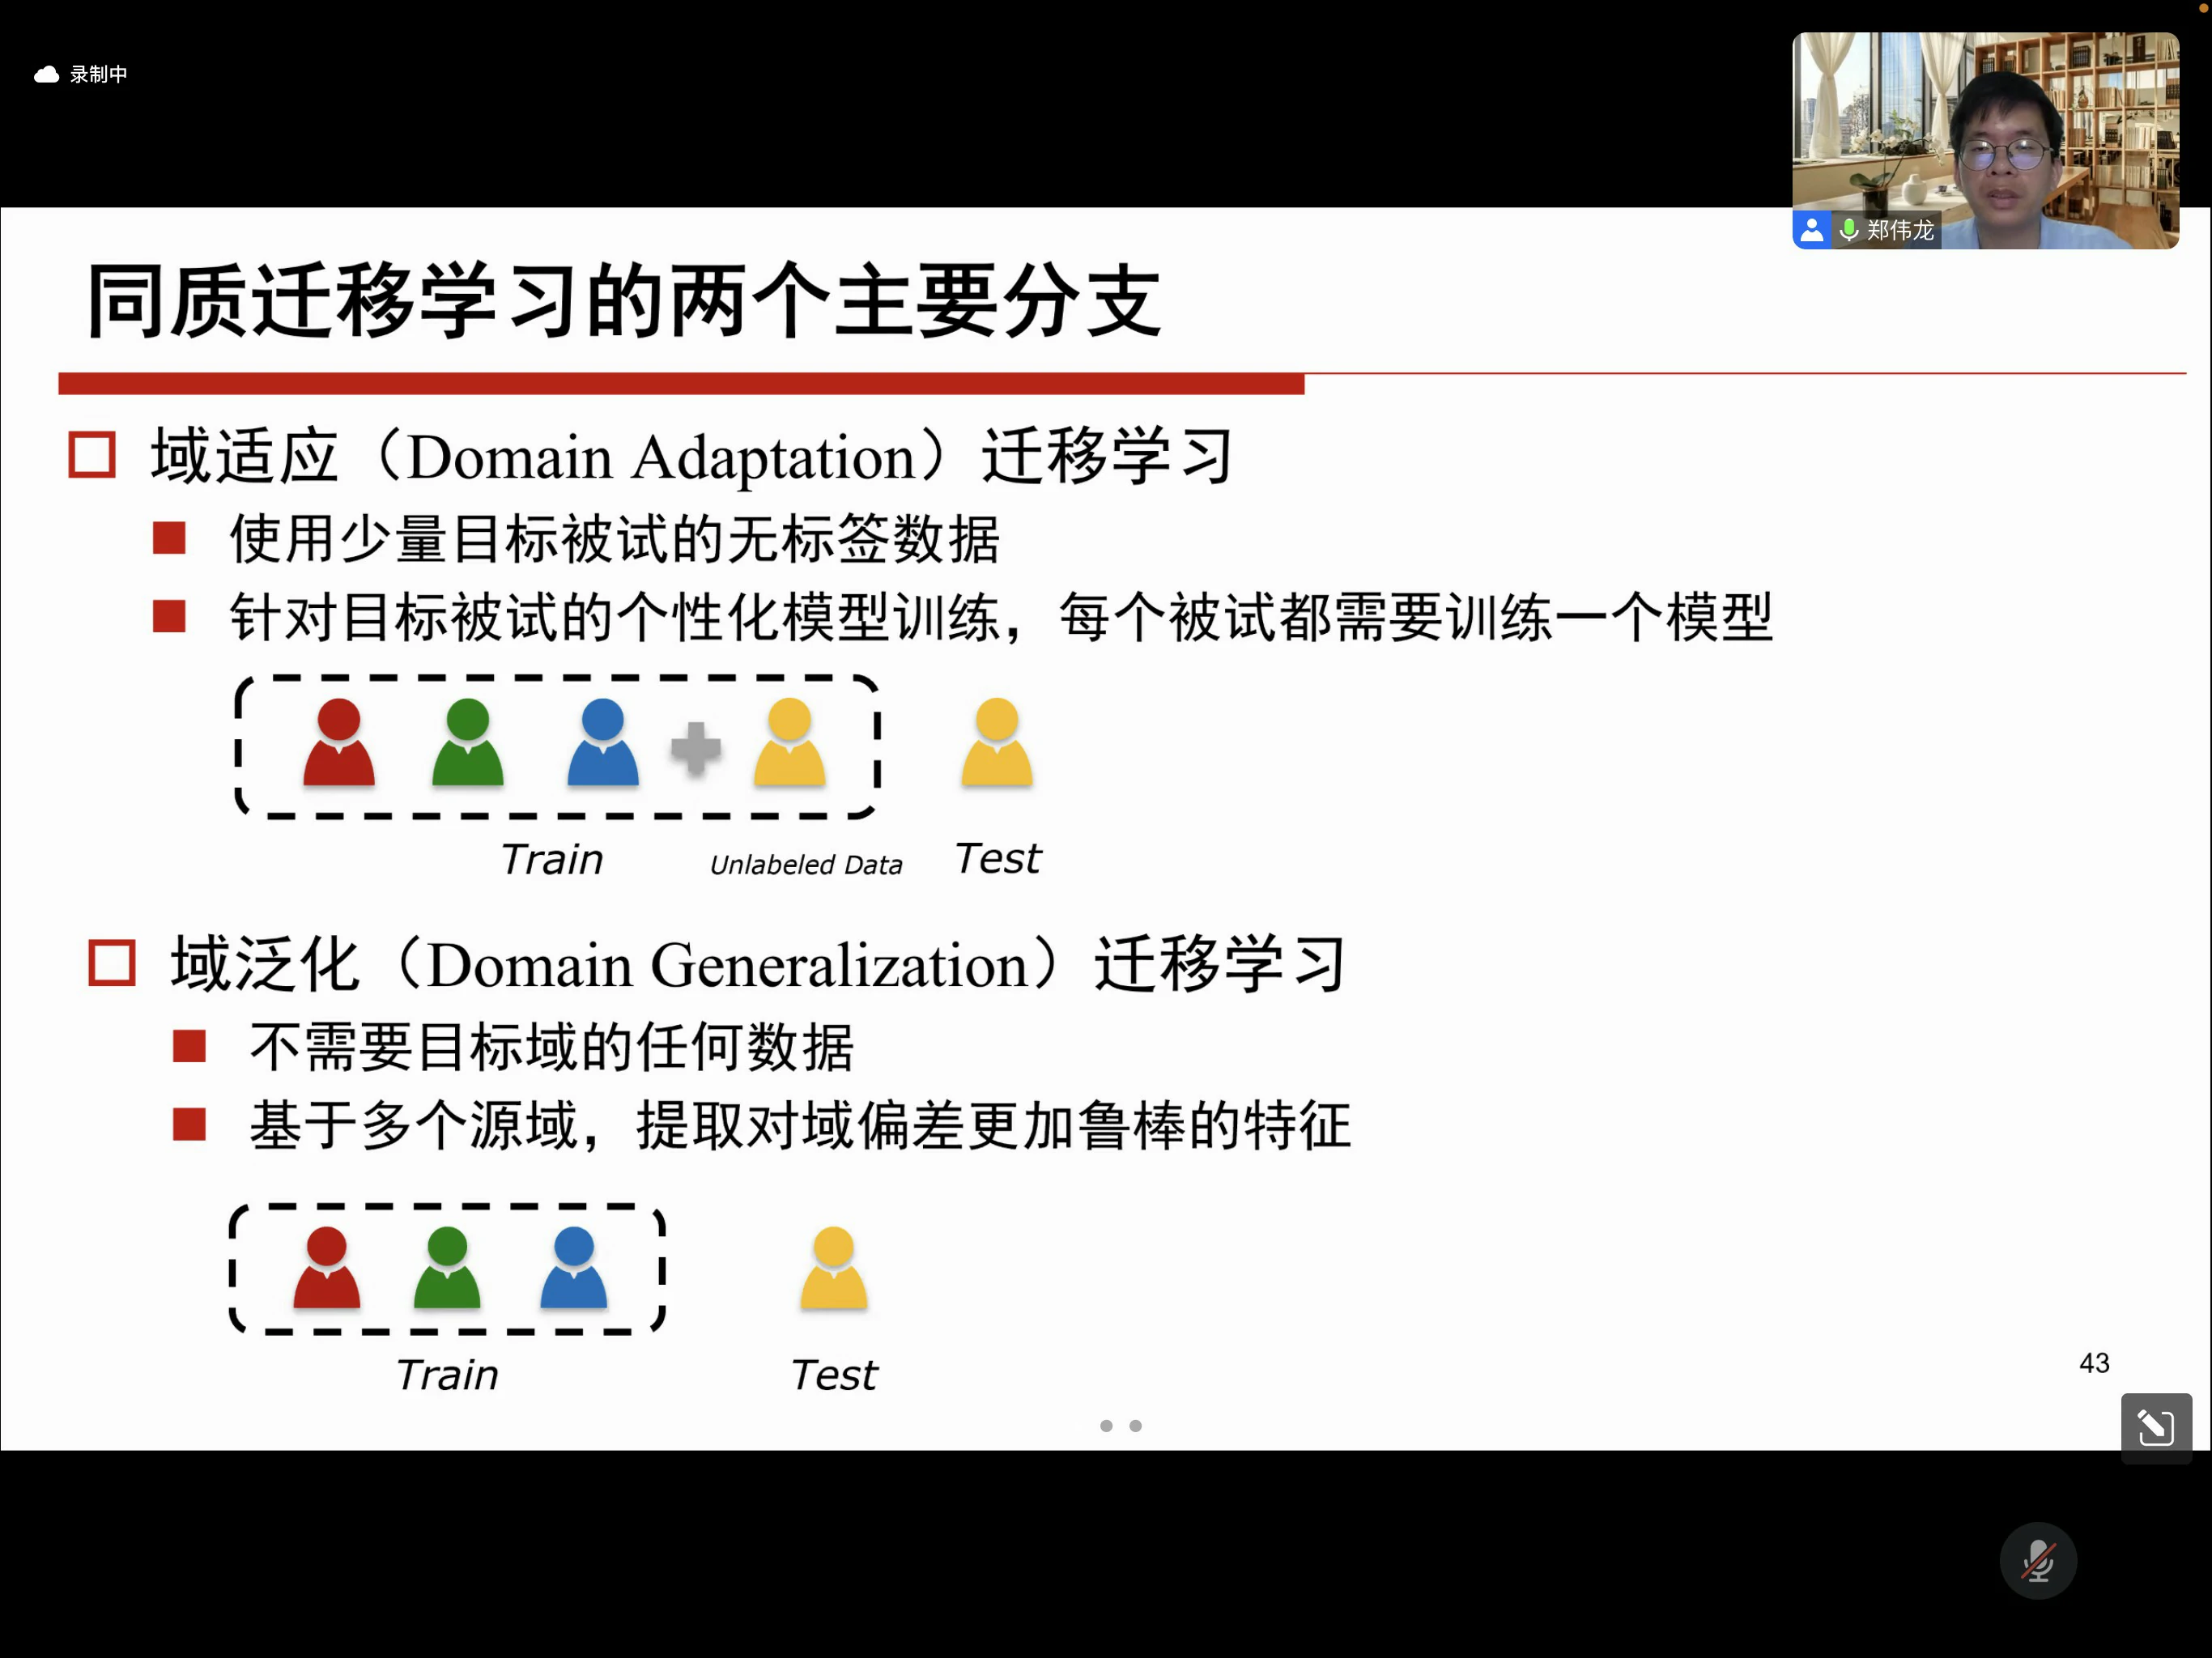 录制中
郑伟龙
同质迁移学习的两个主要分支
域适应（Domain Adaptation）迁移学习
使用少量目标被试的无标签数据
针对目标被试的个性化模型训练，每个被试都需要训练一个模型
Train
Unlabeled Data
Test
域泛化（Domain Generalization）迁移学习
不需要目标域的任何数据
基于多个源域，提取对域偏差更加鲁棒的特征
Train
Test
43